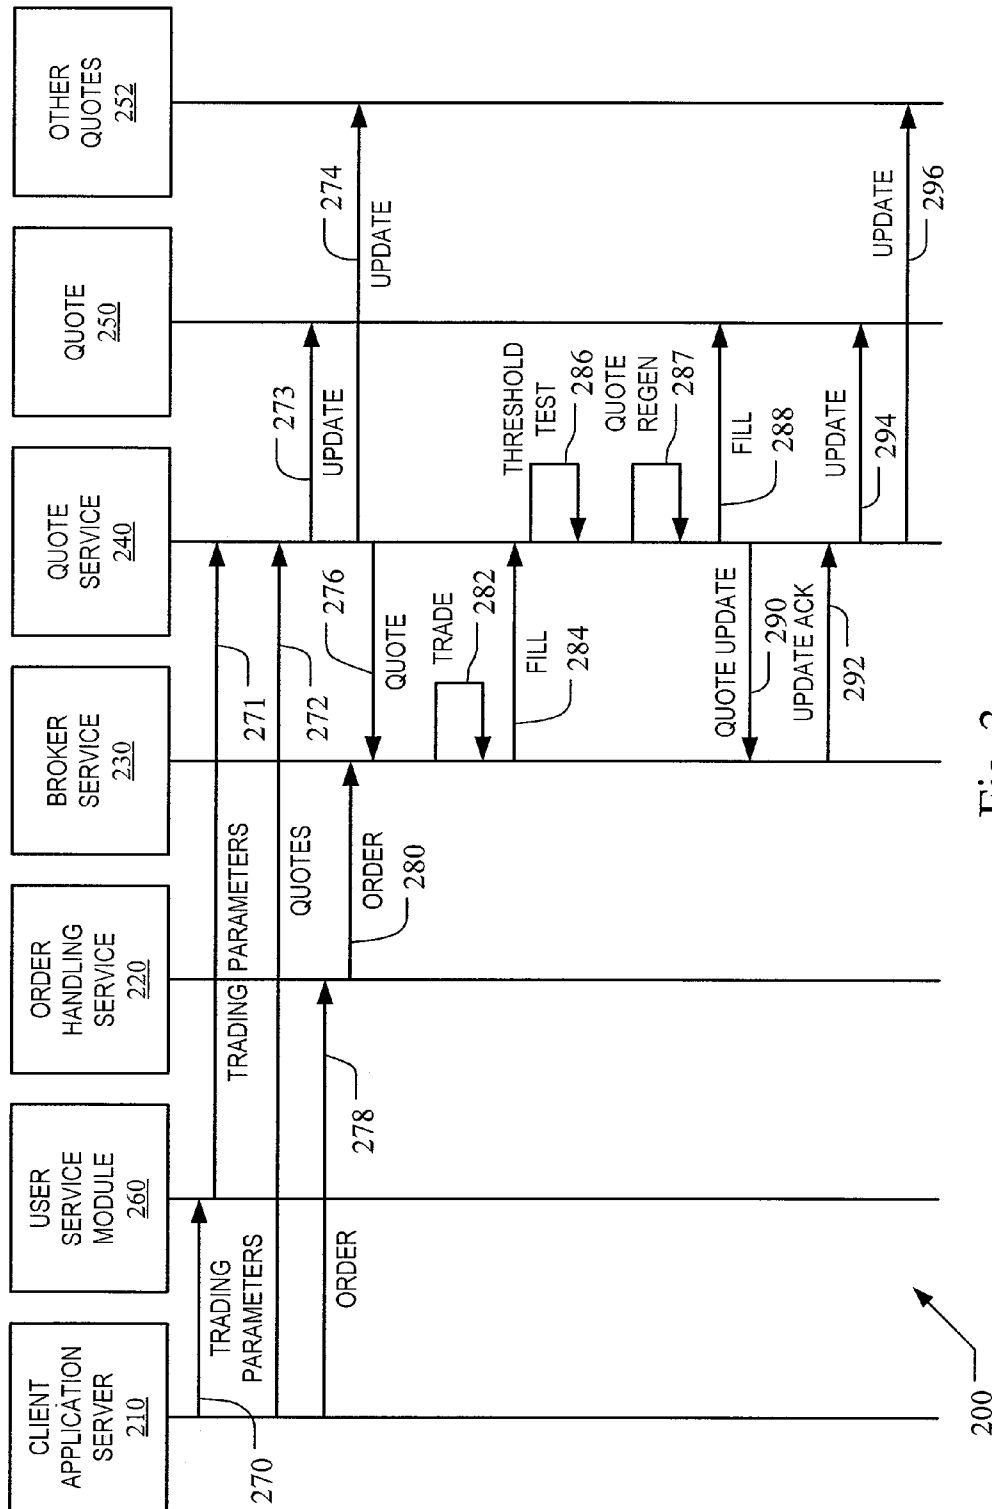 CLIENT
APPLICATION
SERVER
210
USER
SERVICE
MODULE
260
ORDER
HANDLING
SERVICE
220
BROKER
SERVICE
230
QUOTE
SERVICE
240
QUOTE
250
OTHER
QUOTES
252
270
TRADING
PARAMETERS
TRADING PARAMETERS
271
QUOTES
272
273
UPDATE
274
UPDATE
ORDER
278
ORDER
280
276
QUOTE
TRADE
282
FILL
284
THRESHOLD
TEST
286
QUOTE
REGEN
287
FILL
288
QUOTE UPDATE
290
UPDATE ACK
292
UPDATE
294
UPDATE
296
200